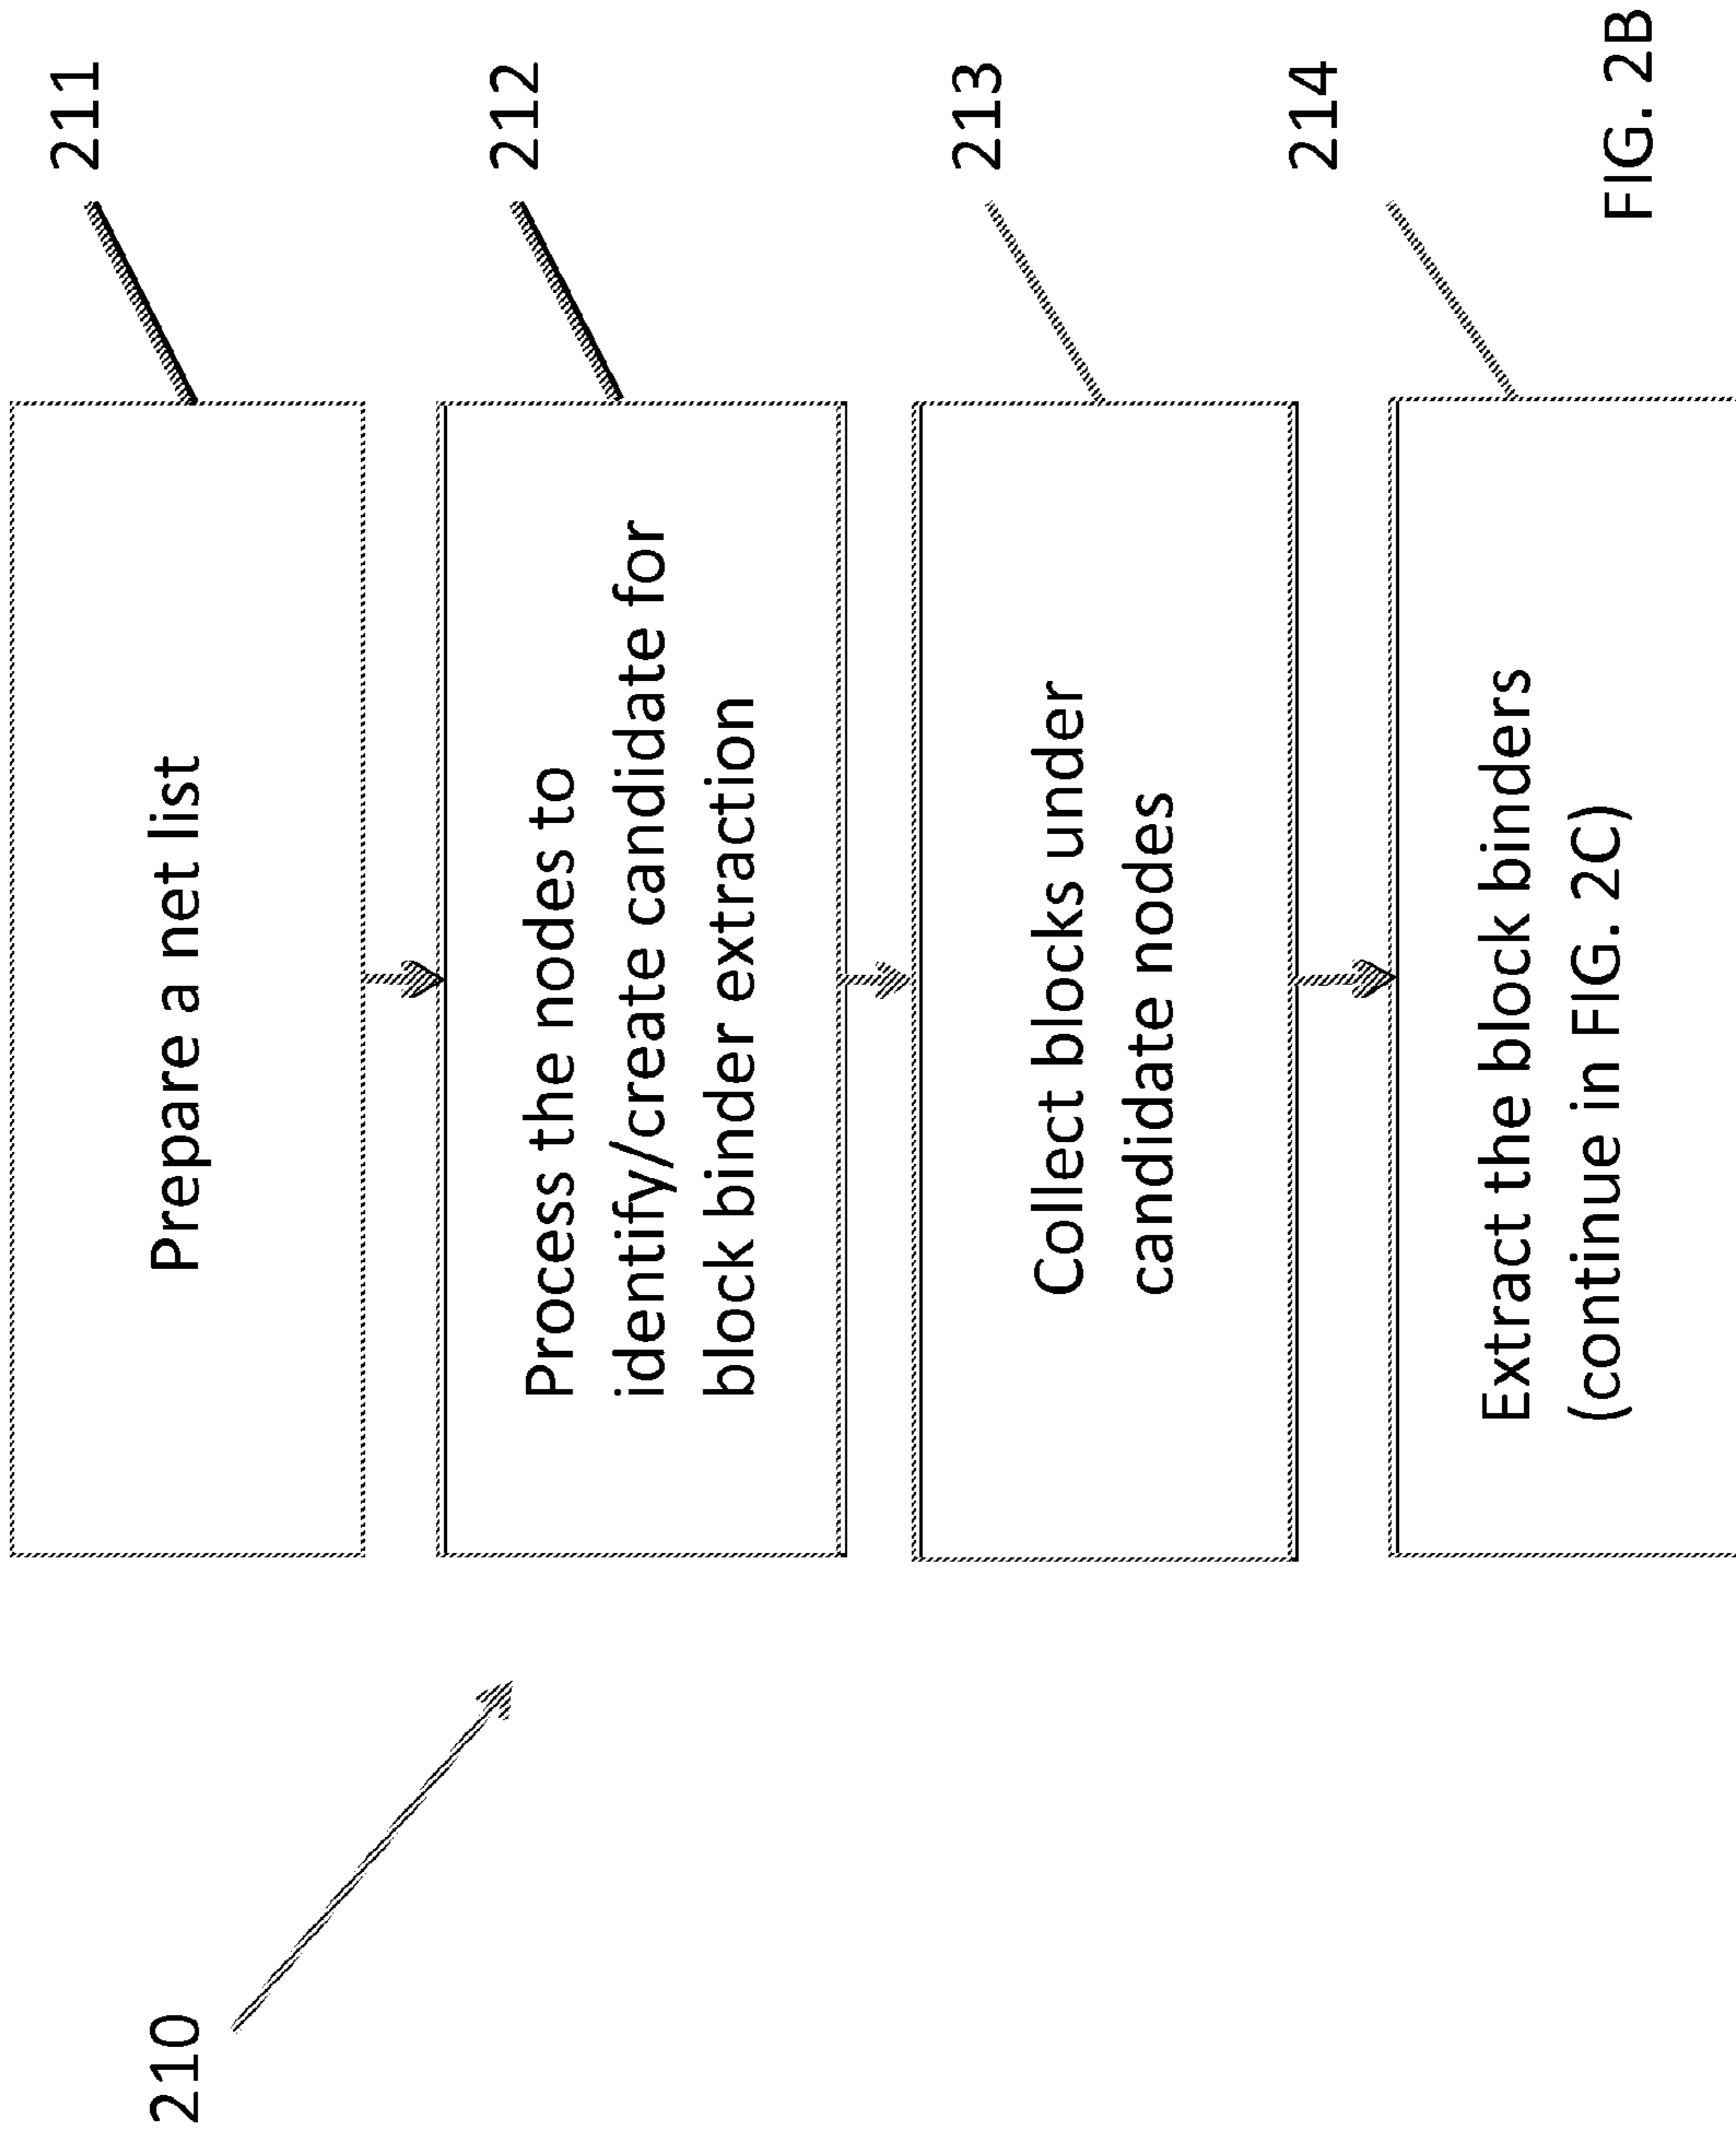 210
Prepare a net list
211
Process the nodes to
identify/create candidate for
block binder extraction
212
Collect blocks under
candidate nodes
213
Extract the block binders
(continue in FIG. 2C)
214
FIG. 2B